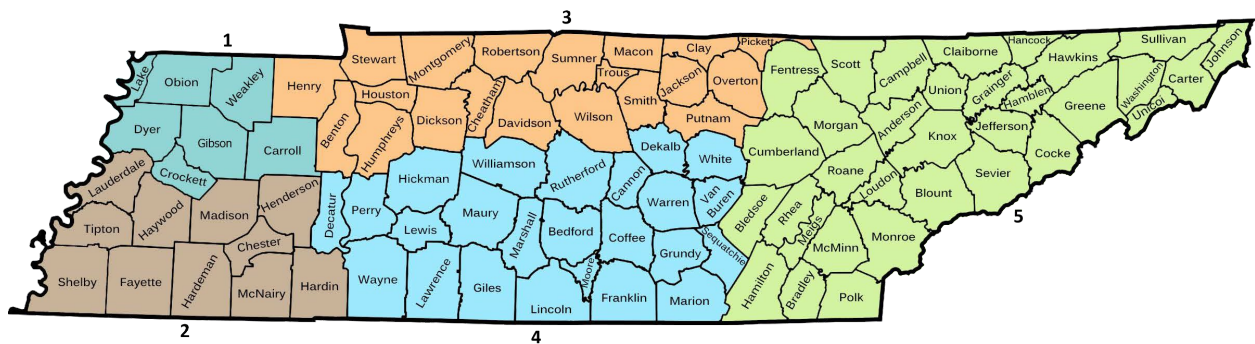 1
3
Lake
Obion
Weakley
Dyer
Gibson
Carroll
Crockett
Henry
Stewart
Montgomery
Robertson
Sumner
Macon
Clay
Pickett
Trous
Jackson
Overton
Houston
Benton
Humphreys
Dickson
Cheatham
Davidson
Wilson
Smith
Putnam
Lauderdale
Haywood
Madison
Henderson
Tipton
Chester
Shelby
Fayette
Hardeman
McNairy
Hardin
Decatur
Perry
Hickman
Williamson
Rutherford
Cannon
Dekalb
White
Lewis
Maury
Marshall
Bedford
Coffee
Warren
Van
Buren
Sequatchie
Grundy
Wayne
Lawrence
Giles
Lincoln
Moore
Franklin
Marion
Fentress
Scott
Campbell
Claiborne
Hancock
Hawkins
Sullivan
Johnson
Washington
Carter
Unicoi
Union
Grainger
Hamblen
Greene
Morgan
Anderson
Knox
Jefferson
Cocke
Cumberland
Roane
Loudon
Blount
Sevier
Bledsoe
Rhea
Meigs
McMinn
Monroe
Hamilton
Bradley
Polk
2
4
5